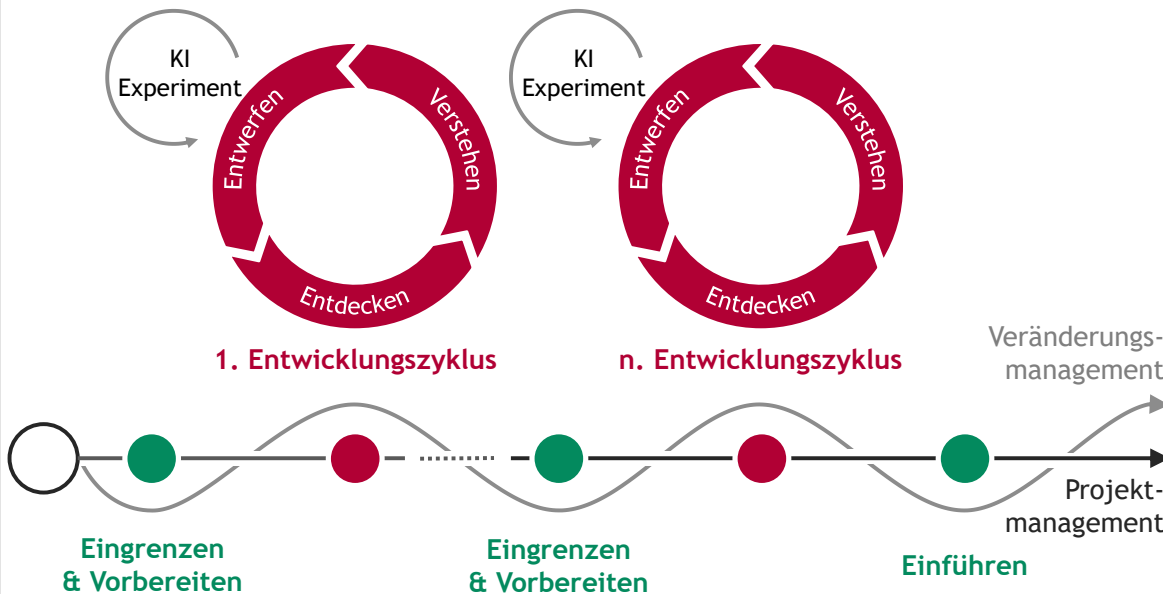 KI
Experiment
Entwerfen
Verstehen
Entdecken
1. Entwicklungszyklus
KI
Experiment
Entwerfen
Verstehen
Entdecken
n. Entwicklungszyklus
Veränderungs-
management
Projekt-
management
Eingrenzen
& Vorbereiten
Eingrenzen
& Vorbereiten
Einführen